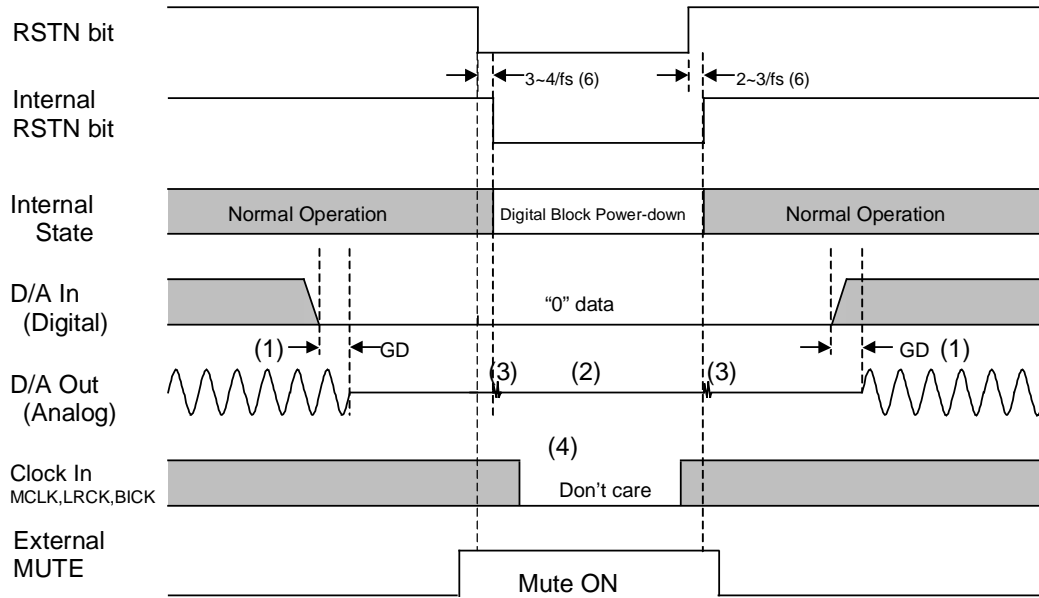 RSTN bit
3~4/fs (6)
2~3/fs (6)
Internal
RSTN bit
Internal
State
Normal Operation
Digital Block Power-down
Normal Operation
D/A In
(Digital)
“0” data
(1)
GD
GD
(1)
D/A Out
(Analog)
(3)
(2)
(3)
(4)
Clock In
MCLK,LRCK,BICK
Don’t care
External
MUTE
Mute ON